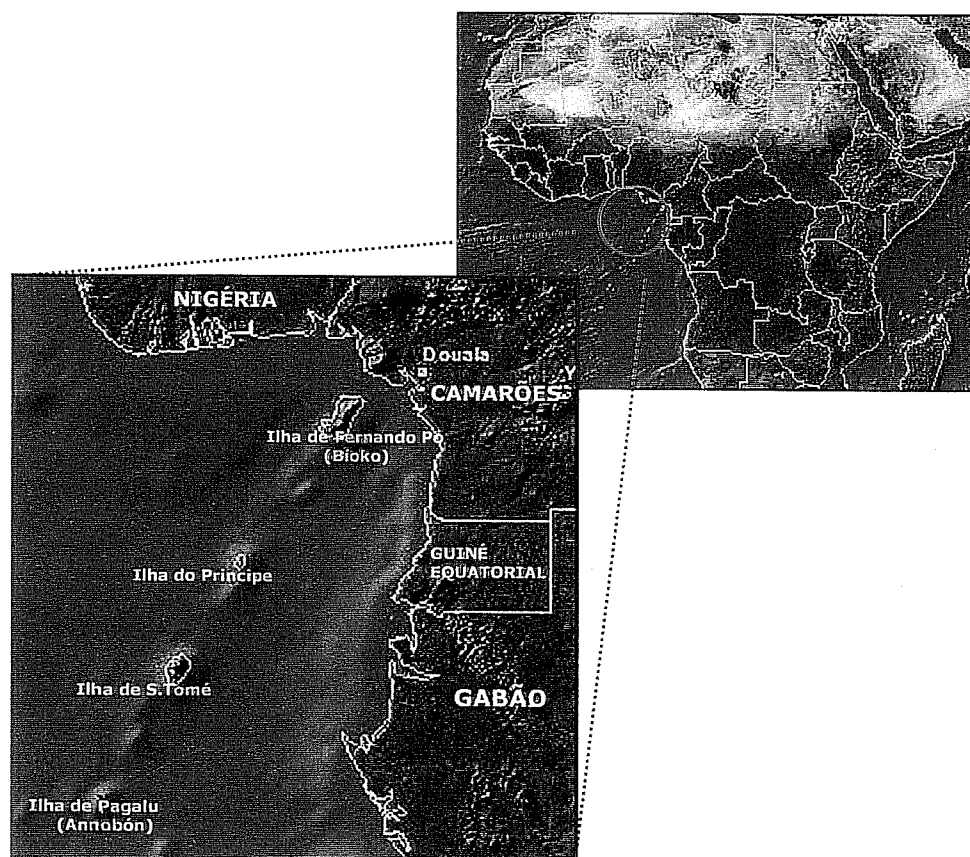 NIGÉRIA
Douala
CAMARÕES
Ilha de Fernando Pó
(Bioko)
GUINÉ
EQUATORIAL
Ilha do Príncipe
Ilha de S.Tomé
GABÃO
Ilha de Pagalu
(Annobón)